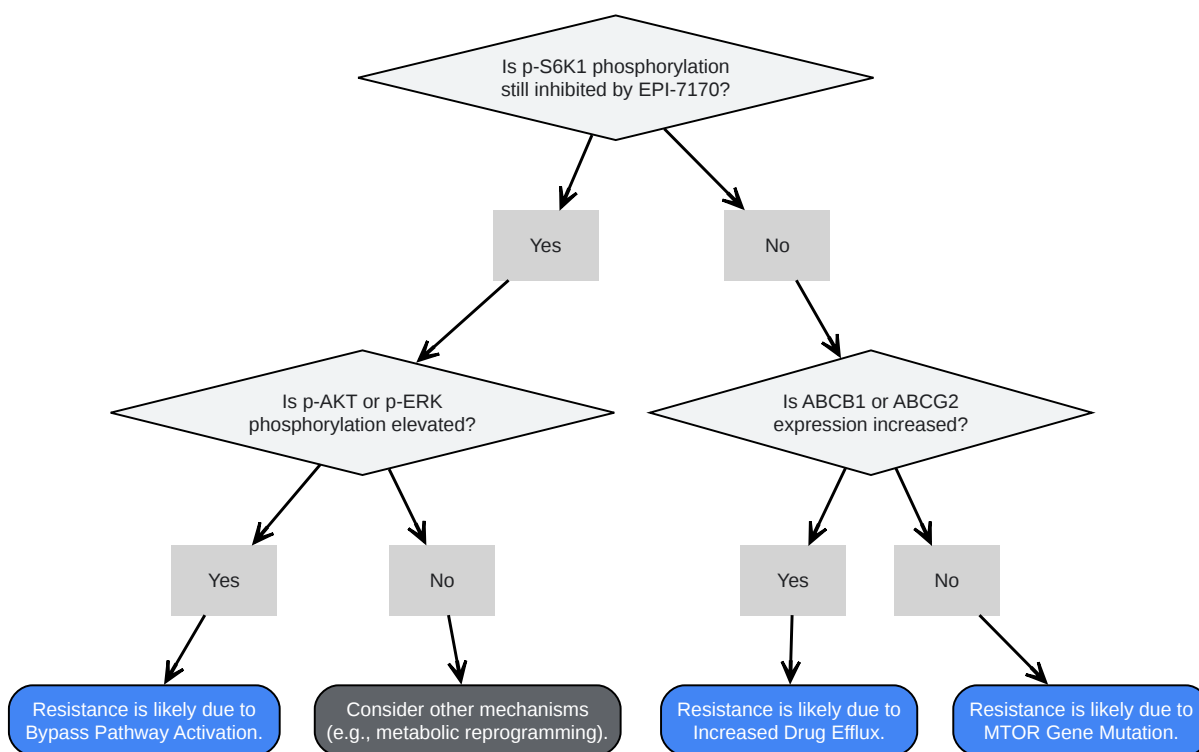 Is p-S6K1 phosphorylation
still inhibited by EPI-7170?
Yes
No
Is p-AKT or p-ERK
phosphorylation elevated?
Is ABCB1 or ABCG2
expression increased?
Yes
No
Yes
No
Resistance is likely due to
Bypass Pathway Activation.
Consider other mechanisms
(e.g., metabolic reprogramming).
Resistance is likely due to
Increased Drug Efflux.
Resistance is likely due to
MTOR Gene Mutation.